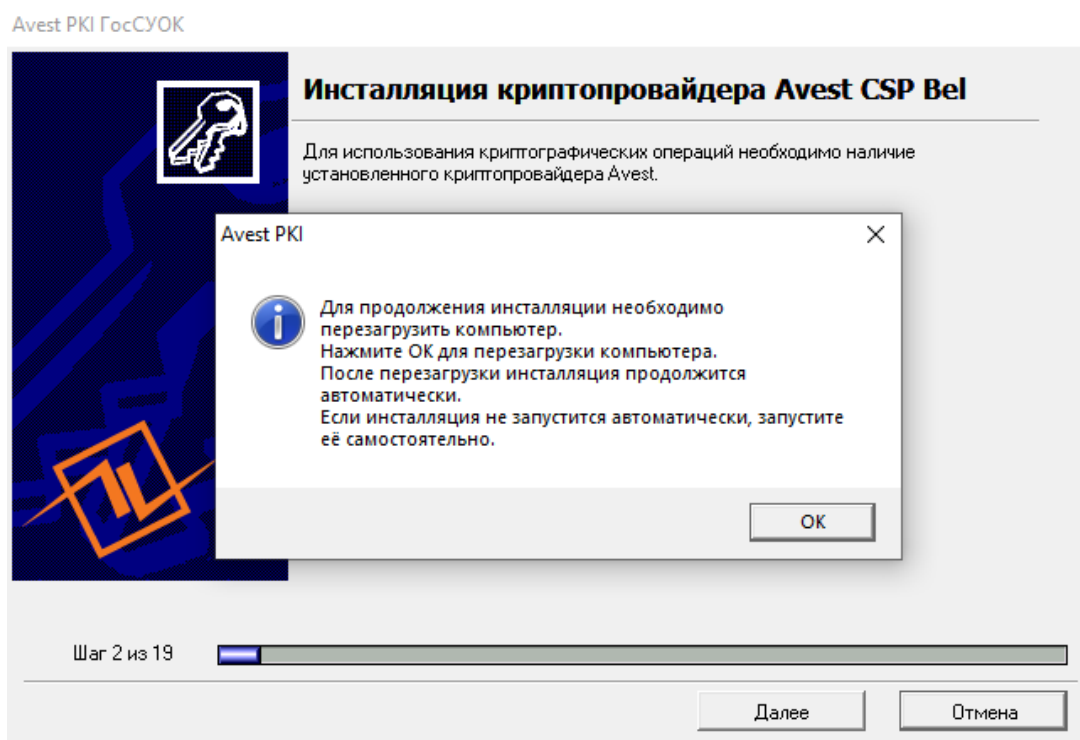 Avest PKI ГосСУОК
Инсталляция криптопровайдера Avest CSP Bel
Для использования криптографических операций необходимо наличие
установленного криптопровайдера Avest.
Avest PKI
Для продолжения инсталляции необходимо
перезагрузить компьютер.
Нажмите ОК для перезагрузки компьютера.
После перезагрузки инсталляция продолжится
автоматически.
Если инсталляция не запустится автоматически, запустите
её самостоятельно.
ОК
Шаг 2 из 19
Далее
Отмена